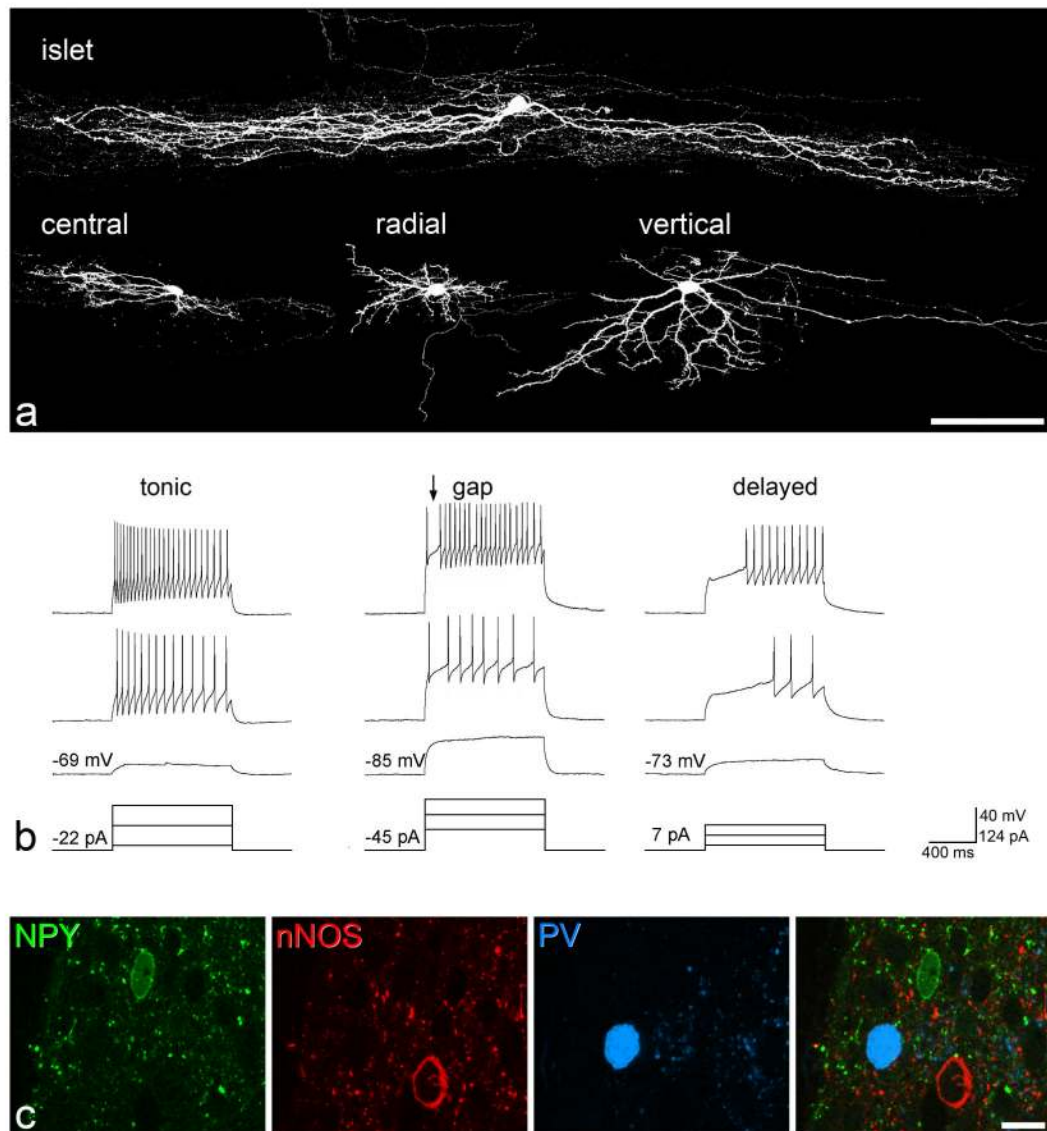 islet
central radial vertical
a
tonic gap delayed
-69 mV -85 mV -73 mV
b -22 pA -45 pA 7 pA
40 mV
124 pA
400 ms
NPY nNOS PV
c